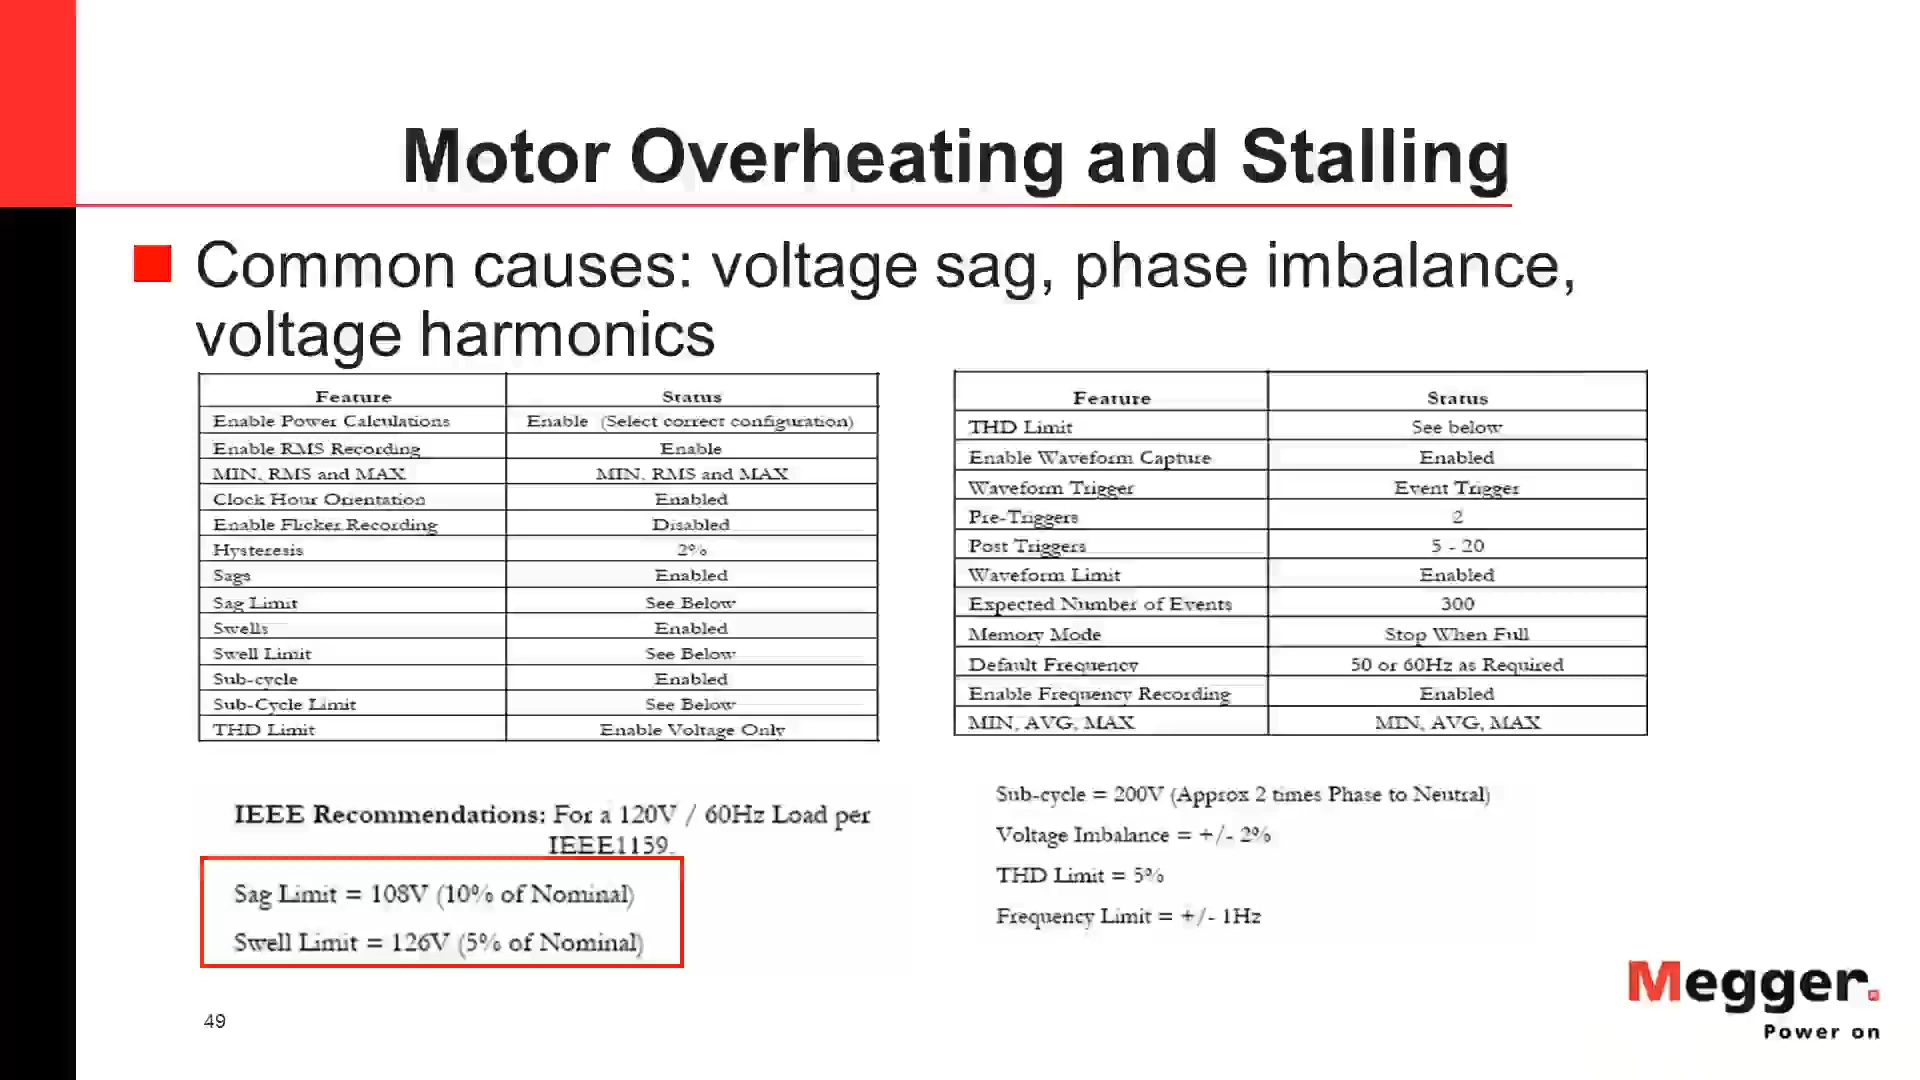 Motor Overheating and Stalling
Common causes: voltage sag, phase imbalance,
voltage harmonics
Feature Status
Enable Power Calculations Enable (Select correct configuration)
Enable RMS Recording Enable
MIN, RMS and MAX MIN, RMS and MAX
Clock Hour Orientation Enabled
Enable Flicker Recording Disabled
Hysteresis 2%
Sags Enabled
Sag Limit See Below
Swells Enabled
Swell Limit See Below
Sub-cycle Enabled
Sub-Cycle Limit See Below
THD Limit Enable Voltage Only
Feature Status
THD Limit See below
Enable Waveform Capture Enabled
Waveform Trigger Event Trigger
Pre-Triggers 2
Post Triggers 5 - 20
Waveform Limit Enabled
Expected Number of Events 300
Memory Mode Stop When Full
Default Frequency 50 or 60Hz as Required
Enable Frequency Recording Enabled
MIN, AVG, MAX MIN, AVG, MAX
IEEE Recommendations: For a 120V / 60Hz Load per
IEEE1159.
Sag Limit = 108V (10% of Nominal)
Swell Limit = 126V (5% of Nominal)
Sub-cycle = 200V (Approx 2 times Phase to Neutral)
Voltage Imbalance = +/- 2%
THD Limit = 5%
Frequency Limit = +/- 1Hz
49
Megger.
Power on